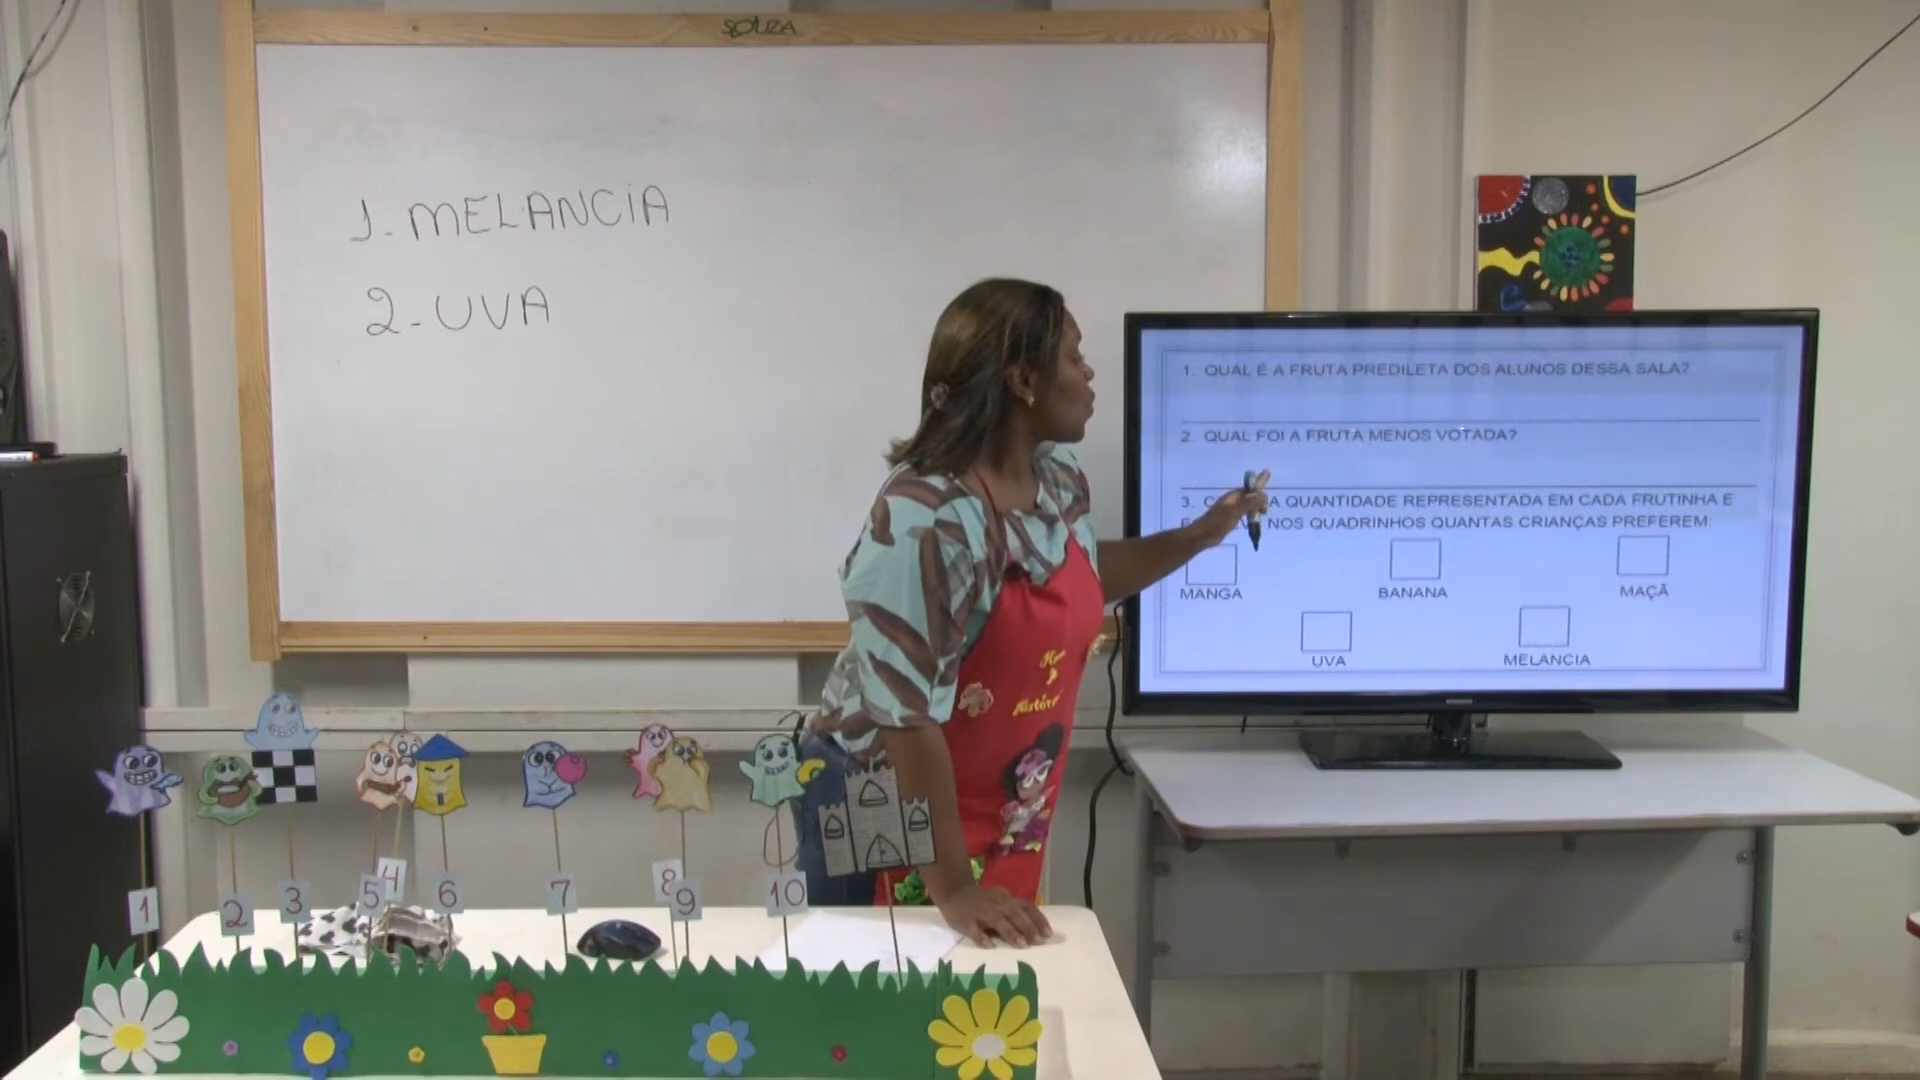 SOUZA
1. MELANCIA
2. UVA
1. QUAL É A FRUTA PREDILETA DOS ALUNOS DESSA SALA?
2. QUAL FOI A FRUTA MENOS VOTADA?
3. A QUANTIDADE REPRESENTADA EM CADA FRUTINHA E
NOS QUADRINHOS QUANTAS CRIANÇAS PREFEREM:
MANGA BANANA MAÇÃ
UVA MELANCIA
1 2 3 4 5 6 7 8 9 10